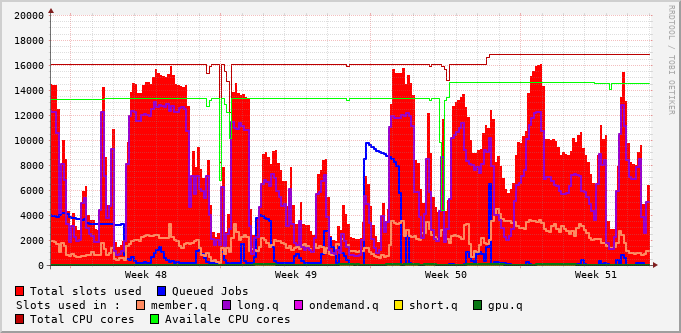 RRDTOOL / TOBI OETIKER
20000
18000
16000
14000
12000
10000
8000
6000
4000
2000
0
Week 48 Week 49 Week 50 Week 51
Total slots used Queued Jobs
Slots used in : member.q long.q ondemand.q short.q gpu.q
Total CPU cores Availale CPU cores